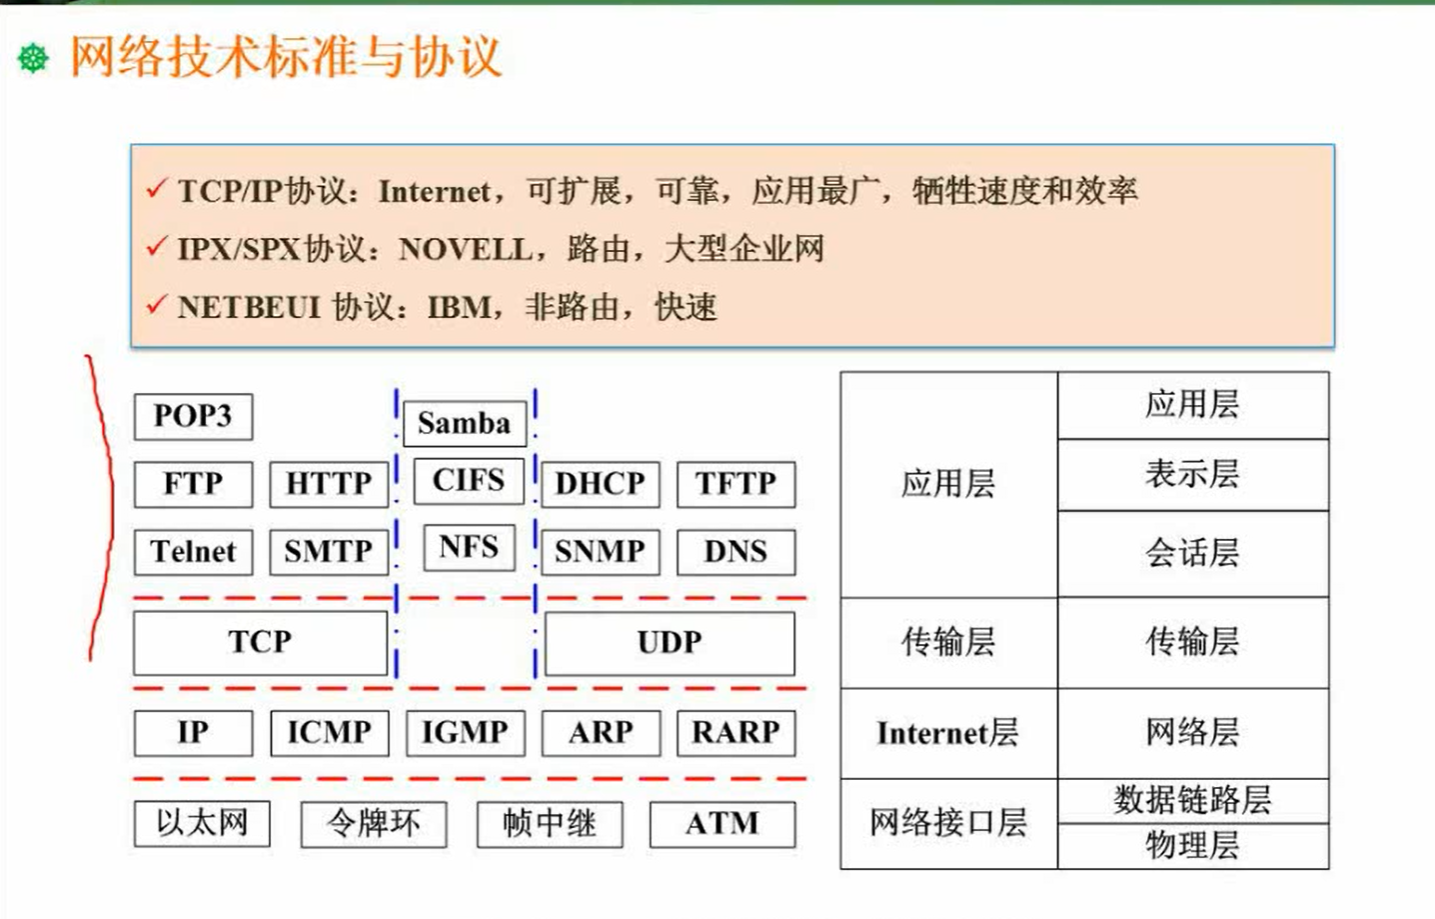 网络技术标准与协议
TCP/IP协议：Internet，可扩展，可靠，应用最广，牺牲速度和效率
IPX/SPX协议：NOVELL，路由，大型企业网
NETBEUI 协议：IBM，非路由，快速
POP3 Samba
FTP HTTP CIFS DHCP TFTP
Telnet SMTP NFS SNMP DNS
TCP UDP
IP ICMP IGMP ARP RARP
以太网 令牌环 帧中继 ATM
应用层 应用层
表示层
会话层
传输层 传输层
Internet层 网络层
网络接口层 数据链路层
物理层